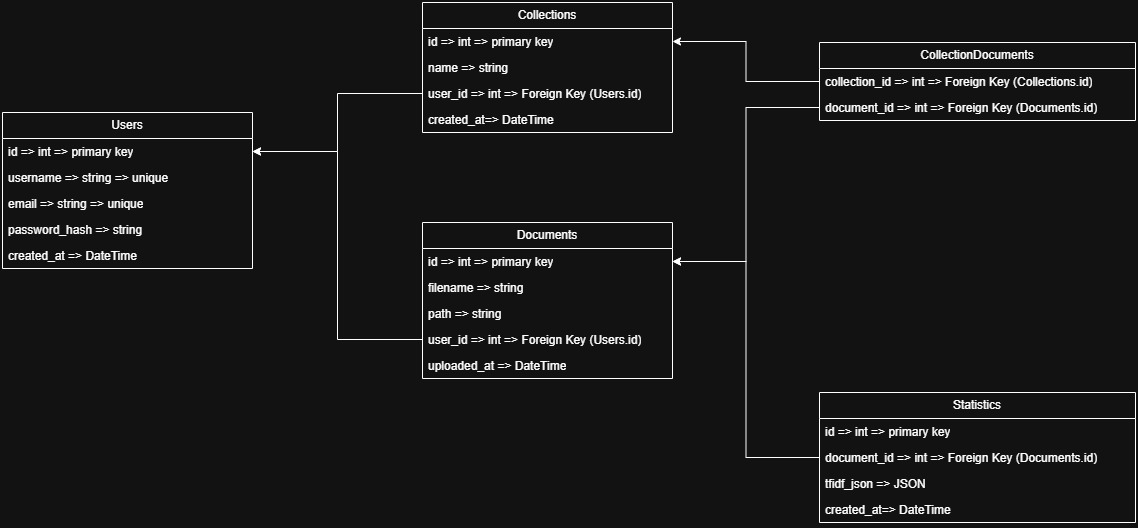 Collections
id => int => primary key
name => string
user_id => int => Foreign Key (Users.id)
created_at=> DateTime
CollectionDocuments
collection_id => int => Foreign Key (Collections.id)
document_id => int => Foreign Key (Documents.id)
Users
id => int => primary key
username => string => unique
email => string => unique
password_hash => string
created_at => DateTime
Documents
id => int => primary key
filename => string
path => string
user_id => int => Foreign Key (Users.id)
uploaded_at => DateTime
Statistics
id => int => primary key
document_id => int => Foreign Key (Documents.id)
tfidf_json => JSON
created_at=> DateTime